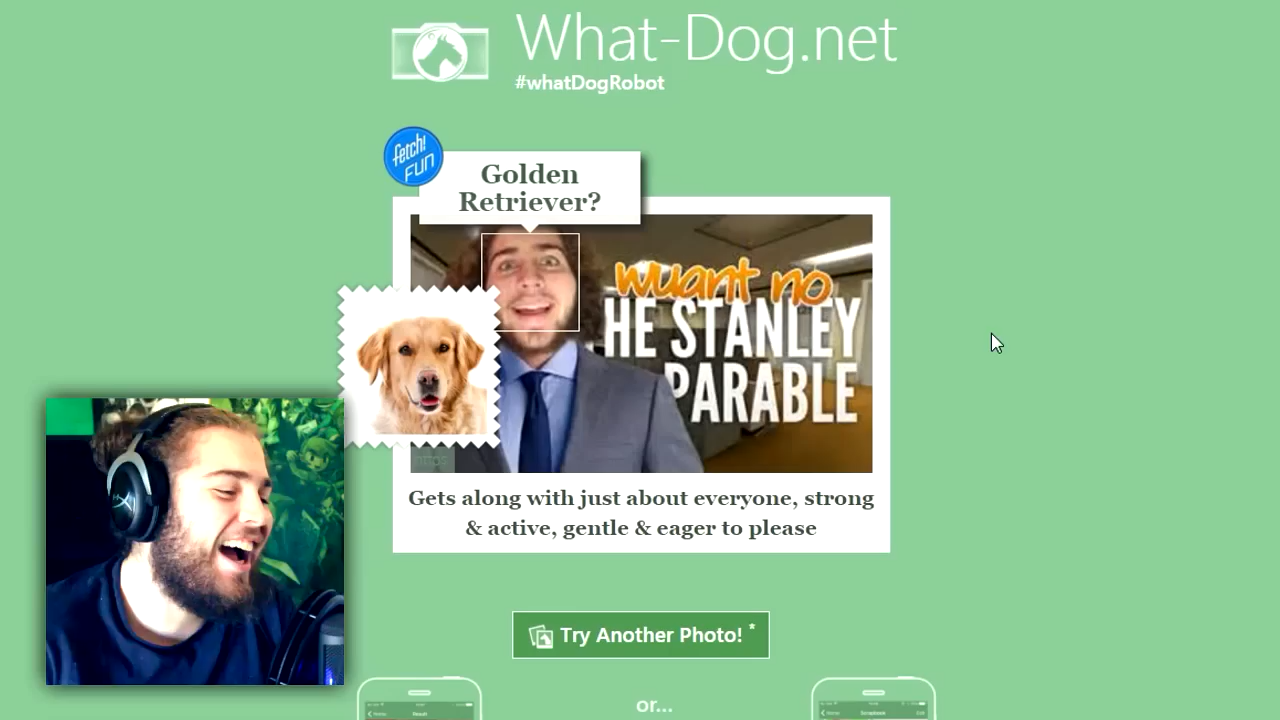 What-Dog.net
#whatDogRobot
fetch!
FUN
Golden
Retriever?
wuant no
HE STANLEY
PARABLE
Gets along with just about everyone, strong
& active, gentle & eager to please
Try Another Photo! *
or...
Result